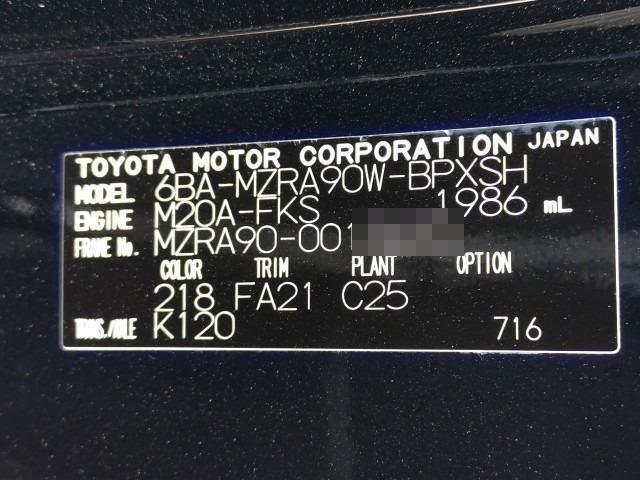 TOYOTA MOTOR CORPORATION JAPAN
MODEL 6BA-MZRA90W-BPXSH
ENGINE M20A-FKS 1986 mL
FRAME No. MZRA90-001
COLOR TRIM PLANT OPTION
218 FA21 C25
TRANS./AXLE K120 716